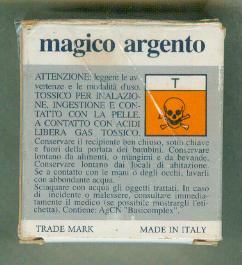 magico argento
ATTENZIONE: leggere le av-
vertenze e le modalità d'uso.
TOSSICO PER INALAZIO-
NE, INGESTIONE E CON-
TATTO CON LA PELLE.
A CONTATTO CON ACIDI
LIBERA GAS TOSSICO.
T
Conservare il recipiente ben chiuso, sotto chiave
e fuori della portata dei bambini. Conservare
lontano da alimenti, o mangimi e da bevande.
Conservare lontano dai locali di abitazione.
Se a contatto con le mani o degli occhi, lavarli
con abbondante acqua.
Sciacquare con acqua gli oggetti trattati. In caso
di incidente o malessere, consultare immediata-
mente il medico (se possibile mostrargli l'eti-
chetta). Contiene: AgCN "Basicomplex".
TRADE MARK MADE IN ITALY